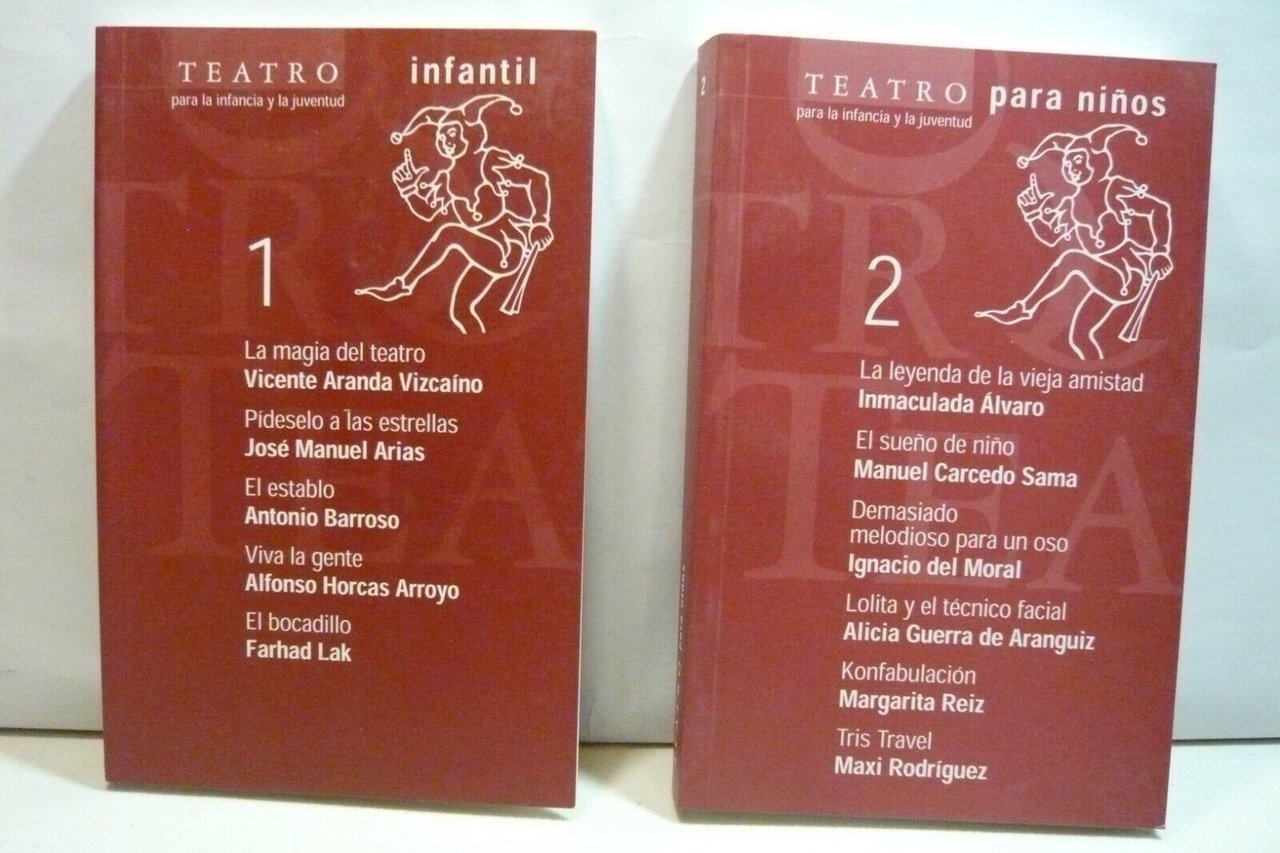 TEATRO infantil
para la infancia y la juventud
1
La magia del teatro
Vicente Aranda Vizcaíno
Pídeselo a las estrellas
José Manuel Arias
El establo
Antonio Barroso
Viva la gente
Alfonso Horcas Arroyo
El bocadillo
Farhad Lak
2
TEATRO para niños
para la infancia y la juventud
2
La leyenda de la vieja amistad
Inmaculada Álvaro
El sueño de niño
Manuel Carcedo Sama
Demasiado
melodioso para un oso
Ignacio del Moral
Lolita y el técnico facial
Alicia Guerra de Aranguiz
Konfabulación
Margarita Reiz
Tris Travel
Maxi Rodríguez